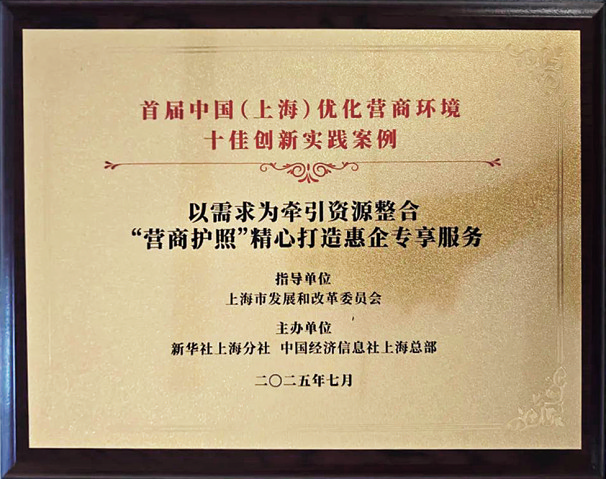 首届中国（上海）优化营商环境
十佳创新实践案例
以需求为牵引资源整合
“营商护照”精心打造惠企专享服务
指导单位
上海市发展和改革委员会
主办单位
新华社上海分社 中国经济信息社上海总部
二〇二五年七月